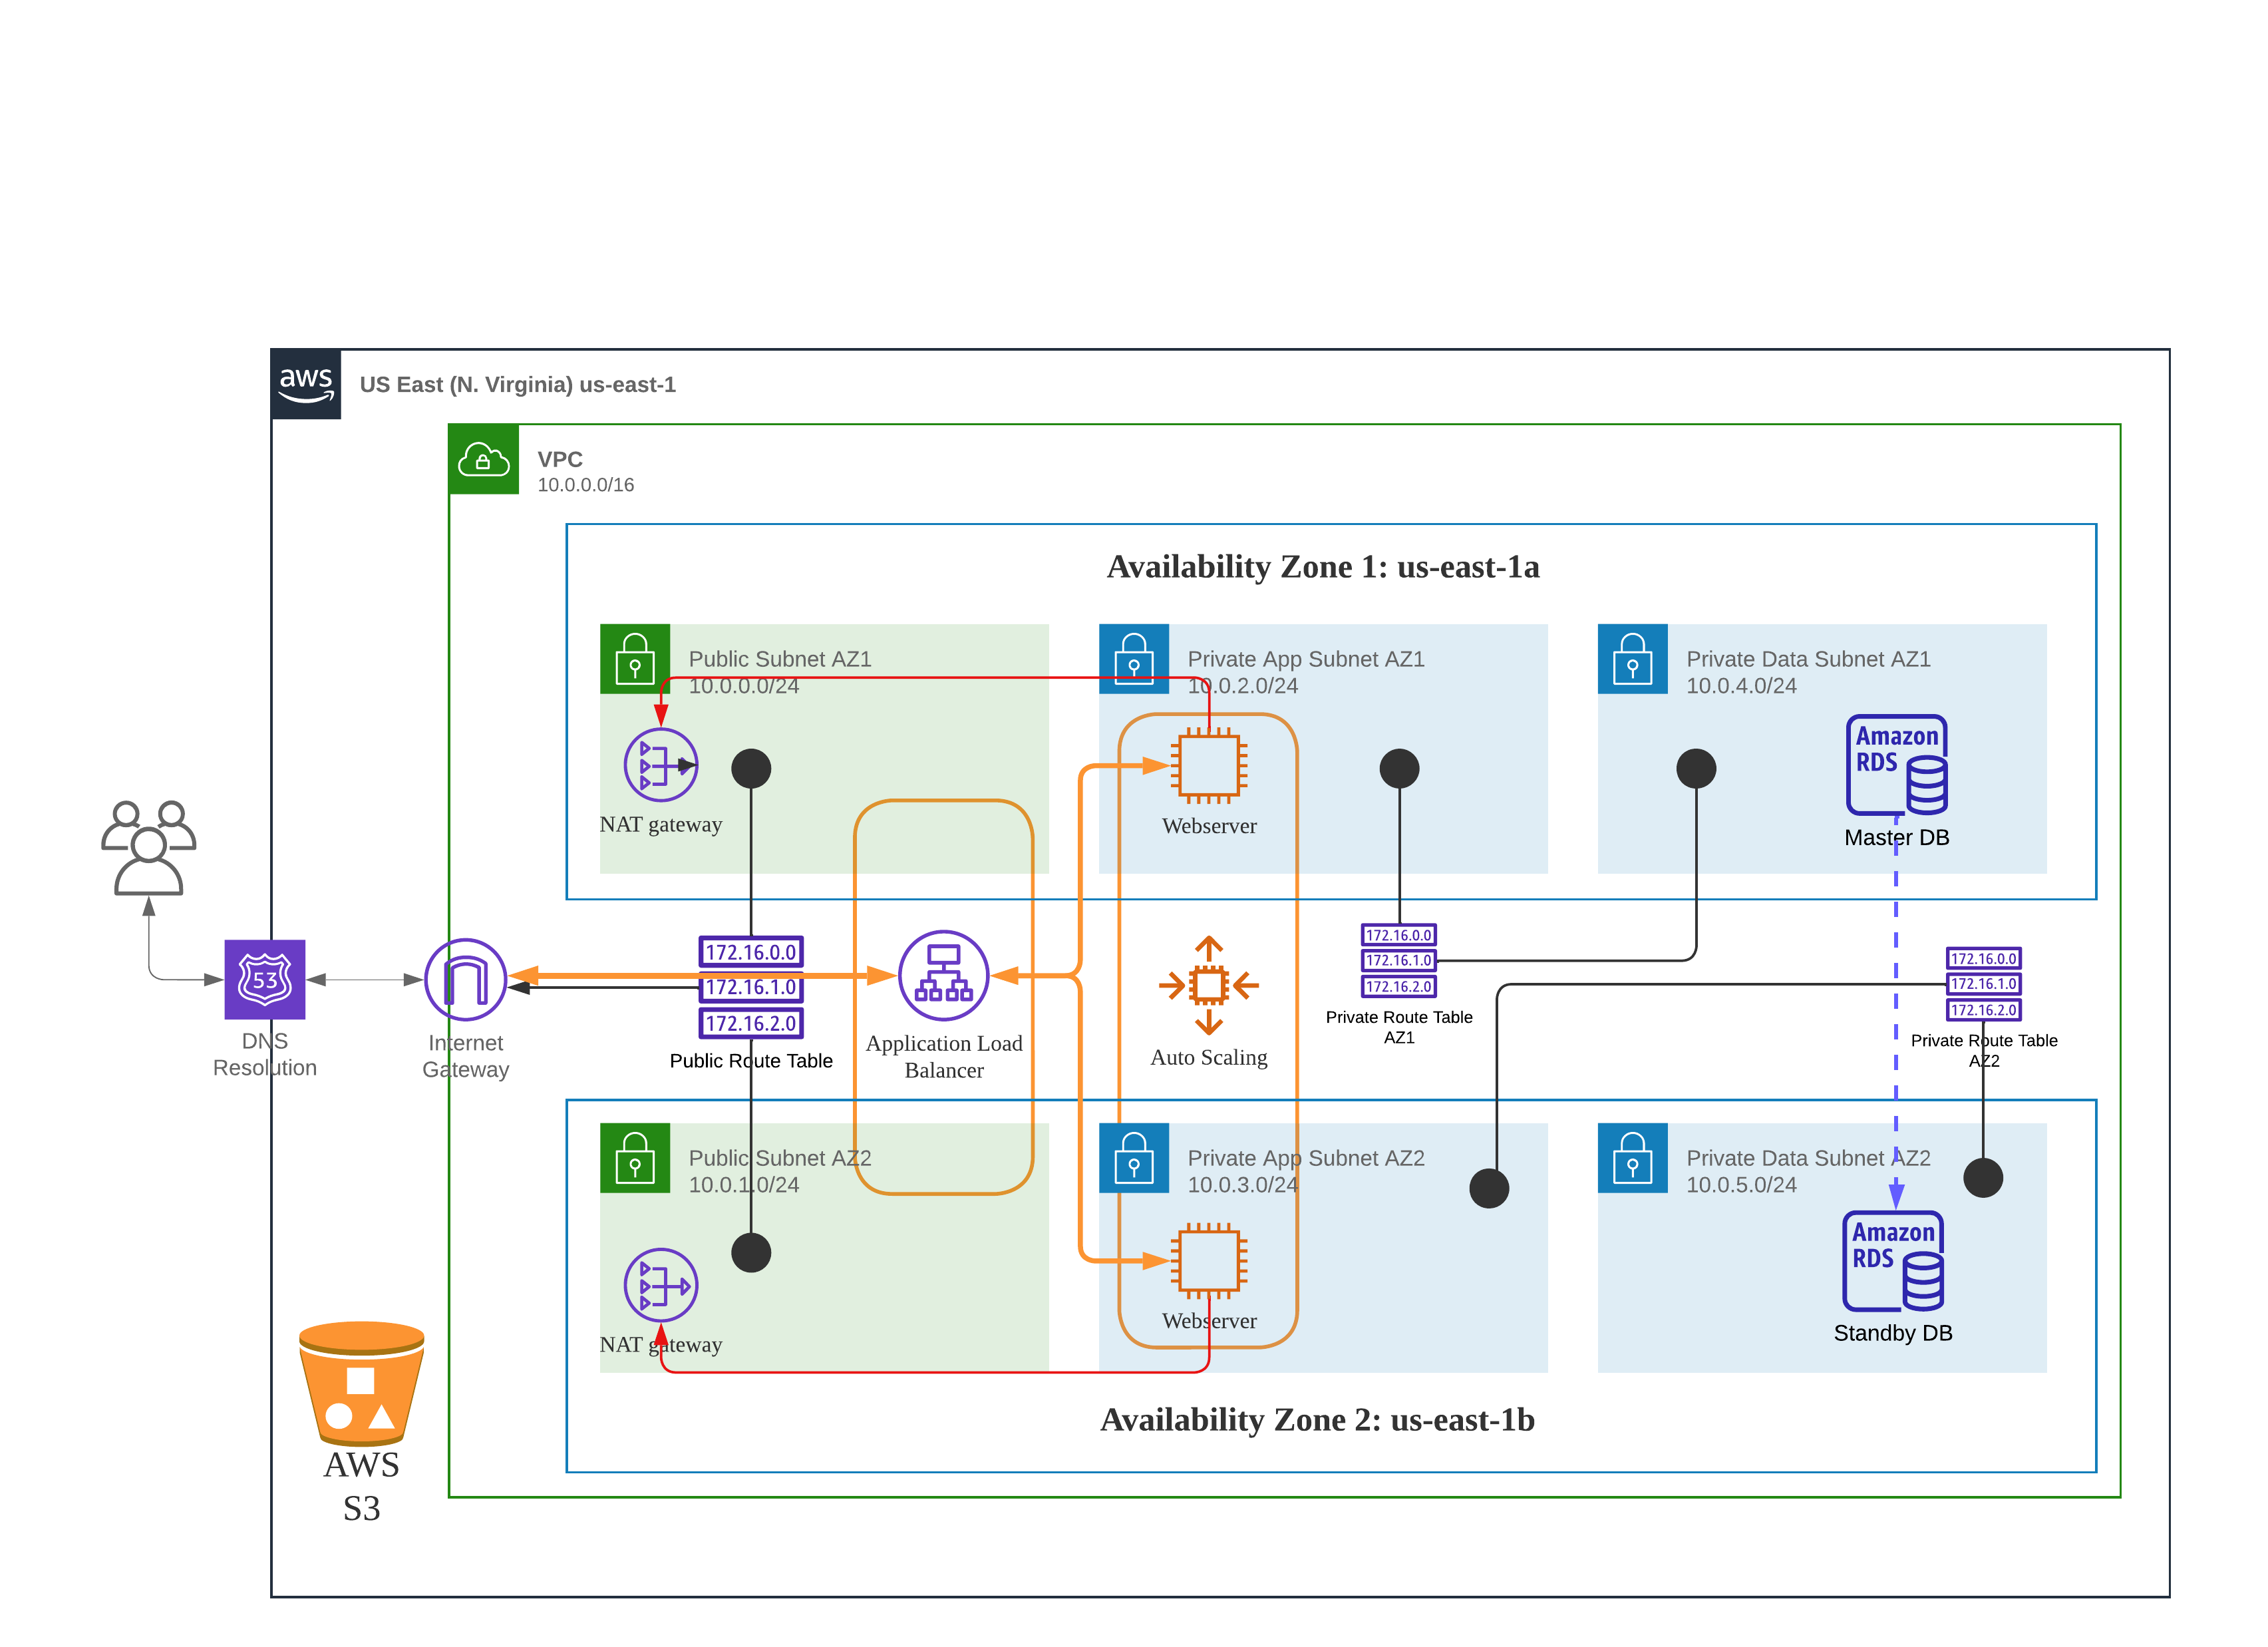 aws
US East (N. Virginia) us-east-1
VPC
10.0.0.0/16
Availability Zone 1: us-east-1a
Public Subnet AZ1
10.0.0.0/24
Private App Subnet AZ1
10.0.2.0/24
Private Data Subnet AZ1
10.0.4.0/24
NAT gateway
Webserver
Amazon
RDS
Master DB
53
DNS
Resolution
Internet
Gateway
172.16.0.0
172.16.1.0
172.16.2.0
Public Route Table
Application Load
Balancer
Auto Scaling
172.16.0.0
172.16.1.0
172.16.2.0
Private Route Table
AZ1
172.16.0.0
172.16.1.0
172.16.2.0
Private Route Table
AZ2
Public Subnet AZ2
10.0.1.0/24
Private App Subnet AZ2
10.0.3.0/24
Private Data Subnet AZ2
10.0.5.0/24
NAT gateway
Webserver
Amazon
RDS
Standby DB
Availability Zone 2: us-east-1b
AWS
S3